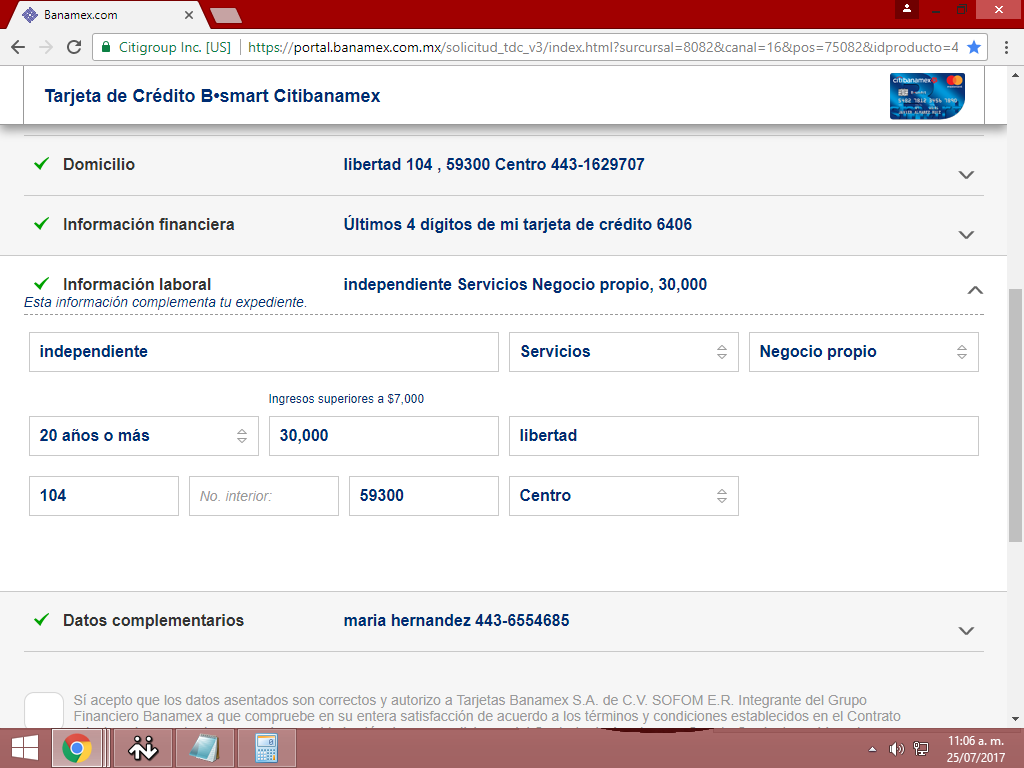 Banamex.com
Citigroup Inc. [US] https://portal.banamex.com.mx/solicitud_tdc_v3/index.html?surcursal=8082&canal=16&pos=75082&idproducto=4
Tarjeta de Crédito B•smart Citibanamex
citibanamex
Domicilio libertad 104 , 59300 Centro 443-1629707
Información financiera Últimos 4 dígitos de mi tarjeta de crédito 6406
Información laboral independiente Servicios Negocio propio, 30,000
Esta información complementa tu expediente.
independiente Servicios Negocio propio
Ingresos superiores a $7,000
20 años o más 30,000 libertad
104 No. interior: 59300 Centro
Datos complementarios maria hernandez 443-6554685
Sí acepto que los datos asentados son correctos y autorizo a Tarjetas Banamex S.A. de C.V. SOFOM E.R. Integrante del Grupo
Financiero Banamex a que compruebe en su entera satisfacción de acuerdo a los términos y condiciones establecidos en el Contrato
11:06 a. m.
25/07/2017